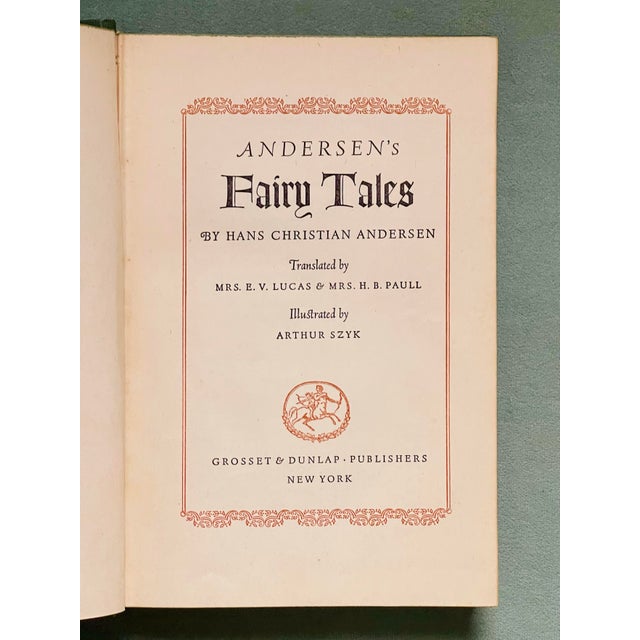 ANDERSEN'S
Fairy Tales
BY HANS CHRISTIAN ANDERSEN
Translated by
MRS. E. V. LUCAS & MRS. H. B. PAULL
Illustrated by
ARTHUR SZYK
GROSSET & DUNLAP · PUBLISHERS
NEW YORK